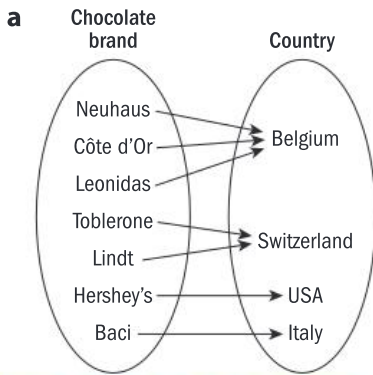 a
Chocolate
brand
Country
Neuhaus
Côte d'Or
Leonidas
Toblerone
Lindt
Hershey's
Baci
Belgium
Switzerland
USA
Italy